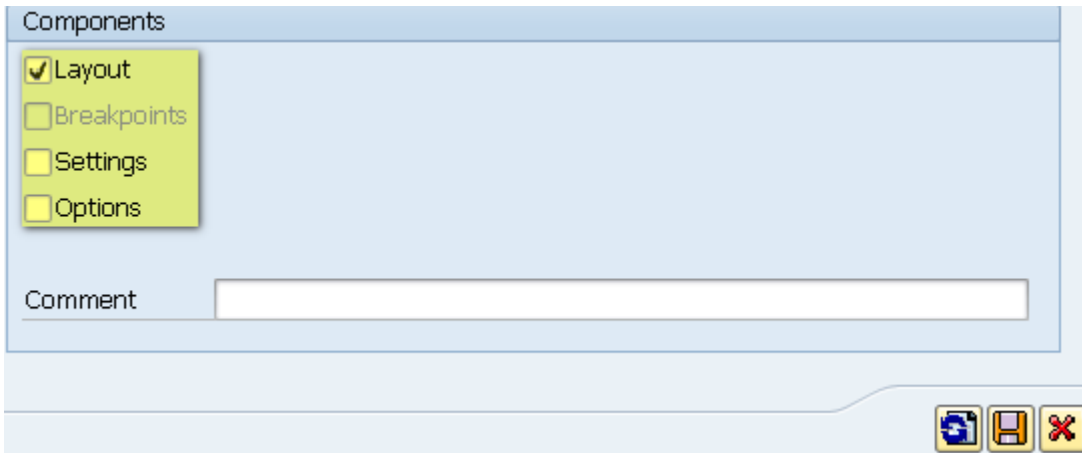 Components
Layout
Breakpoints
Settings
Options
Comment